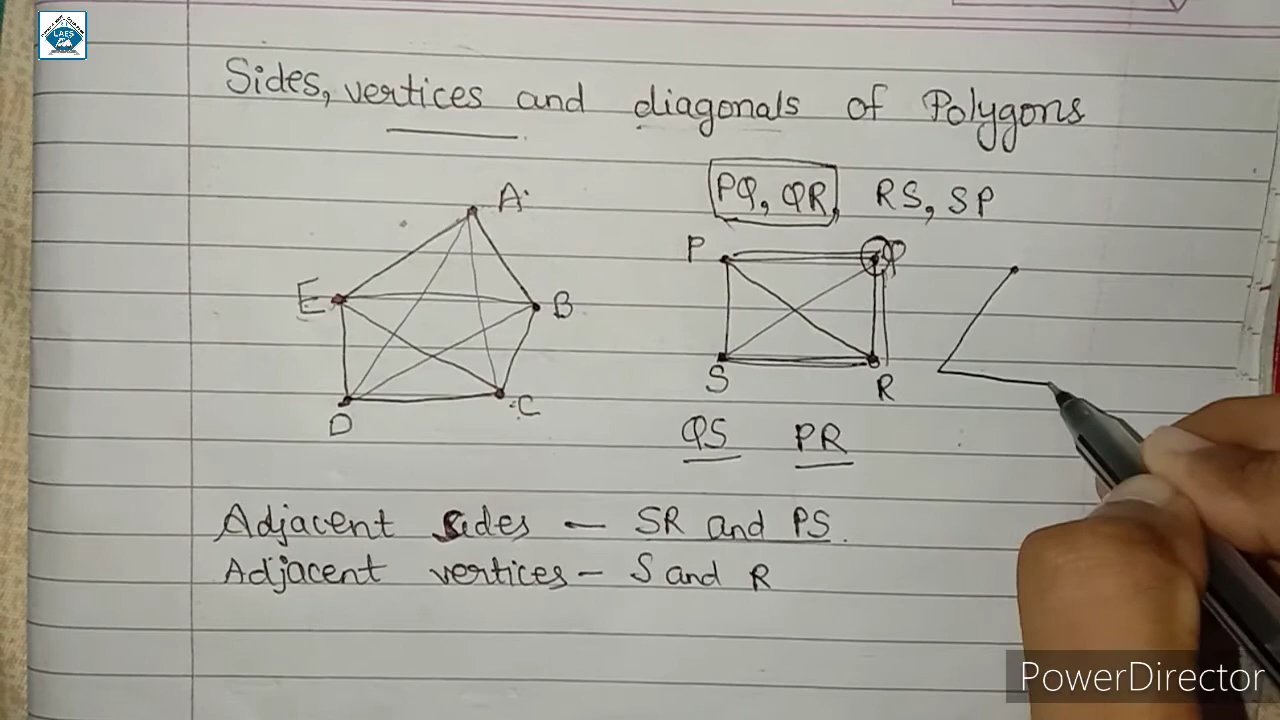 LAES
Sides, vertices and diagonals of Polygons
PQ, QR, RS, SP
A
E
B
D
C
P
Q
S
R
QS PR
Adjacent sides — SR and PS.
Adjacent vertices – S and R
PowerDirector